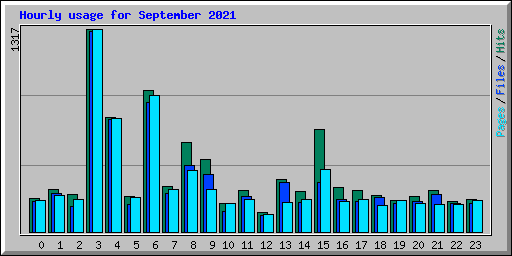 Hourly usage for September 2021
1317
Pages / Files / Hits
0 1 2 3 4 5 6 7 8 9 10 11 12 13 14 15 16 17 18 19 20 21 22 23